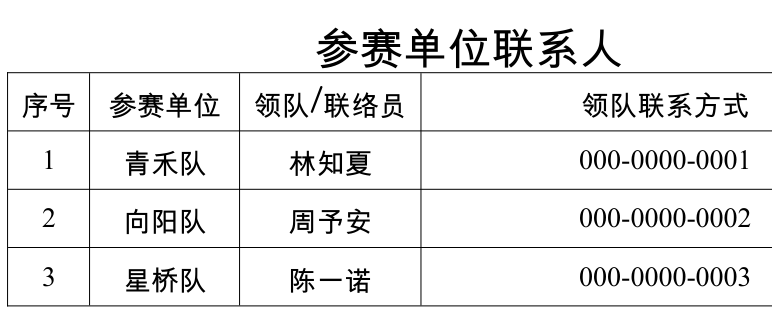 参赛单位联系人
序号 参赛单位 领队/联络员 领队联系方式
1 青禾队 林知夏 000-0000-0001
2 向阳队 周予安 000-0000-0002
3 星桥队 陈一诺 000-0000-0003